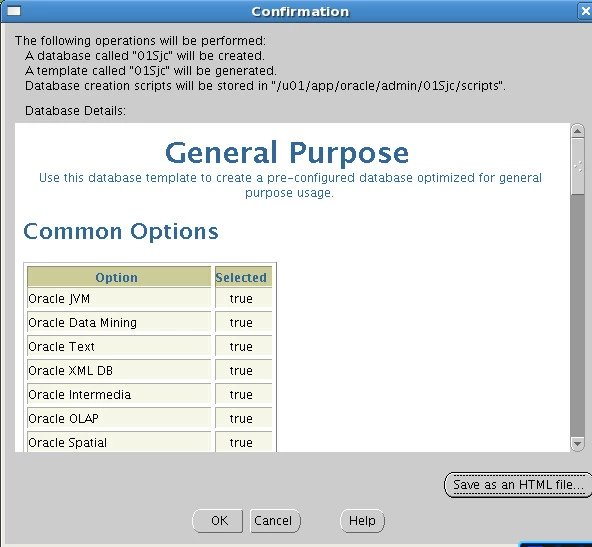 Confirmation
The following operations will be performed:
A database called "01Sjc" will be created.
A template called "01Sjc" will be generated.
Database creation scripts will be stored in "/u01/app/oracle/admin/01Sjc/scripts".
Database Details:
General Purpose
Use this database template to create a pre-configured database optimized for general
purpose usage.
Common Options
Option Selected
Oracle JVM true
Oracle Data Mining true
Oracle Text true
Oracle XML DB true
Oracle Intermedia true
Oracle OLAP true
Oracle Spatial true
Save as an HTML file...
OK Cancel Help